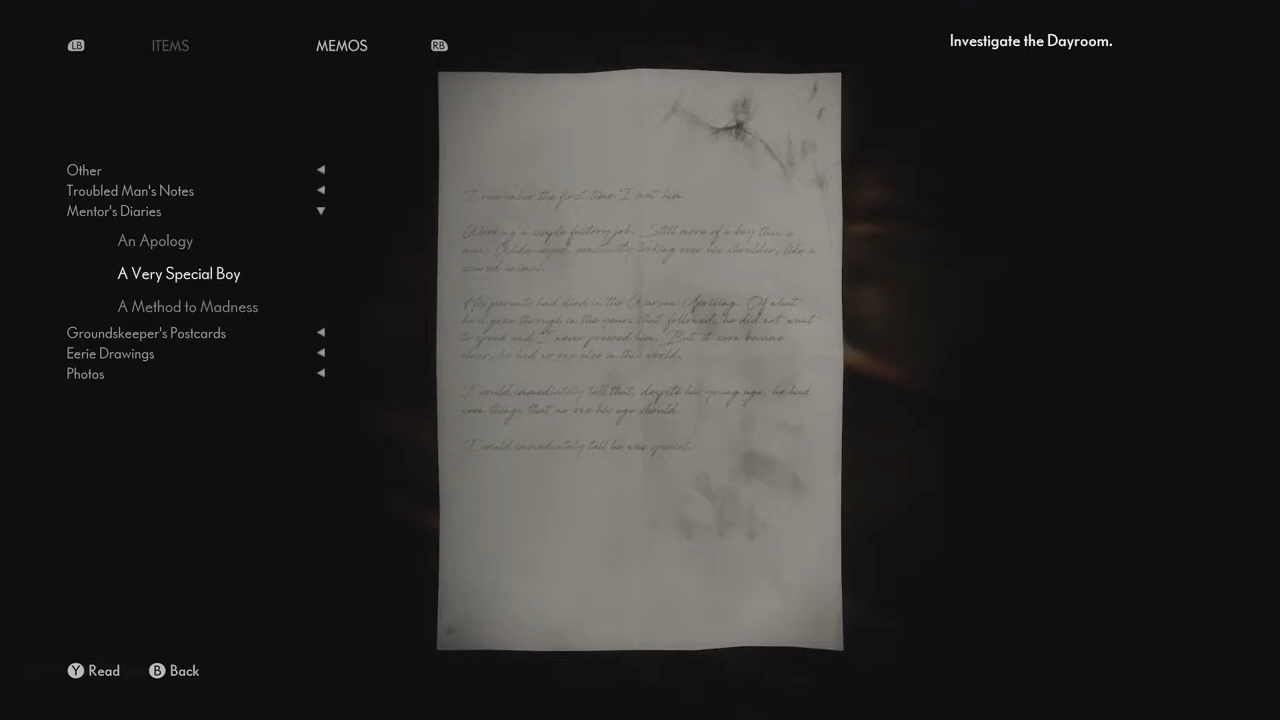 LB
ITEMS
MEMOS
RB
Investigate the Dayroom.
Other
Troubled Man's Notes
Mentor's Diaries
An Apology
A Very Special Boy
A Method to Madness
Groundskeeper's Postcards
Eerie Drawings
Photos
I remember the first time I met him
Working a simple factory job. Still more of a boy than a
man. Wide-eyed, constantly looking over his shoulder, like a
scared animal.
His parents had died in the Warsaw Uprising. Of what
he'd gone through in the years that followed, he did not want
to speak and I never pressed him. But it soon became
clear, he had no one else in this world.
I could immediately tell that, despite his young age, he had
seen things that no one his age should.
I could immediately tell he was special.
Y Read
B Back